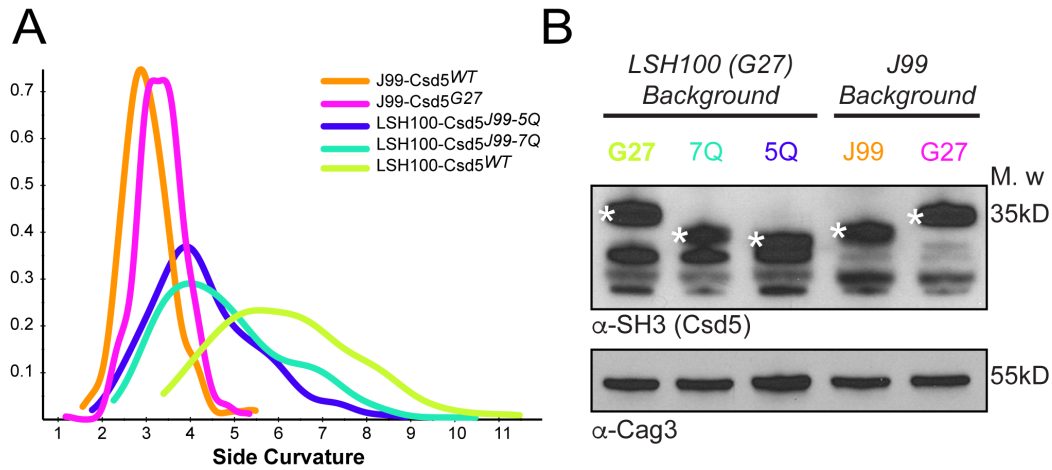 A
0.7
0.6
0.5
0.4
0.3
0.2
0.1
1 2 3 4 5 6 7 8 9 10 11
Side Curvature
J99-Csd5WT
J99-Csd5G27
LSH100-Csd5J99-5Q
LSH100-Csd5J99-7Q
LSH100-Csd5WT
B
LSH100 (G27) J99
Background Background
G27 7Q 5Q J99 G27
M. w
* * * * * 35kD
α-SH3 (Csd5)
55kD
α-Cag3